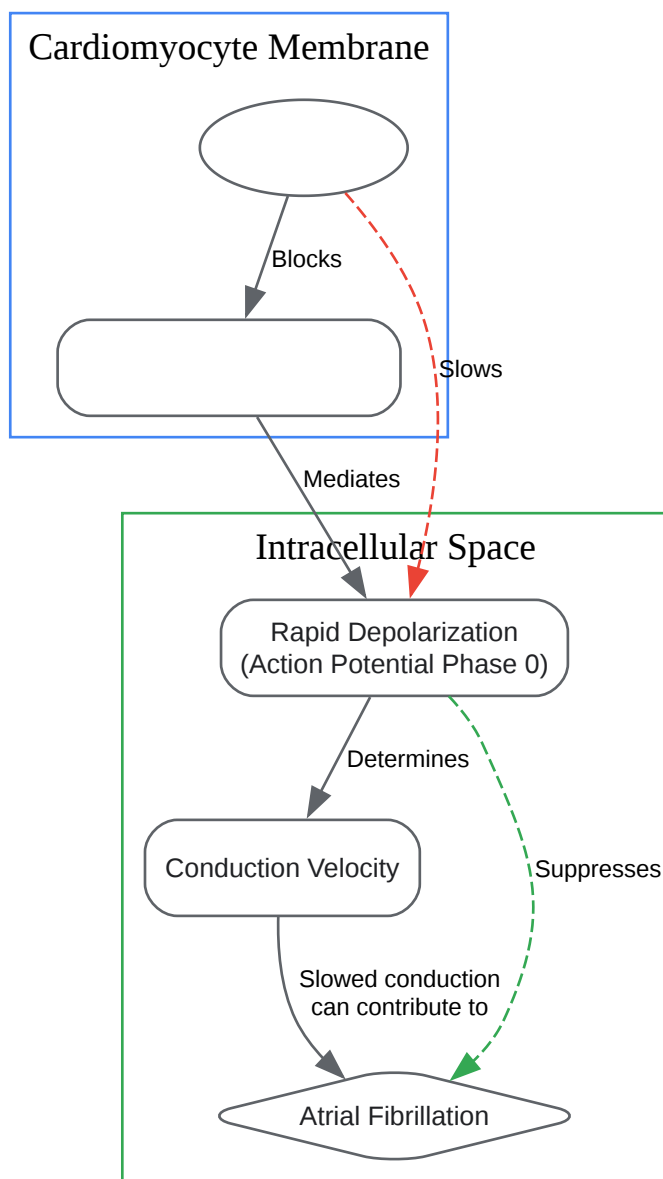 Cardiomyocyte Membrane
Blocks
Slows
Mediates
Intracellular Space
Rapid Depolarization
(Action Potential Phase 0)
Determines
Conduction Velocity
Suppresses
Slowed conduction
can contribute to
Atrial Fibrillation